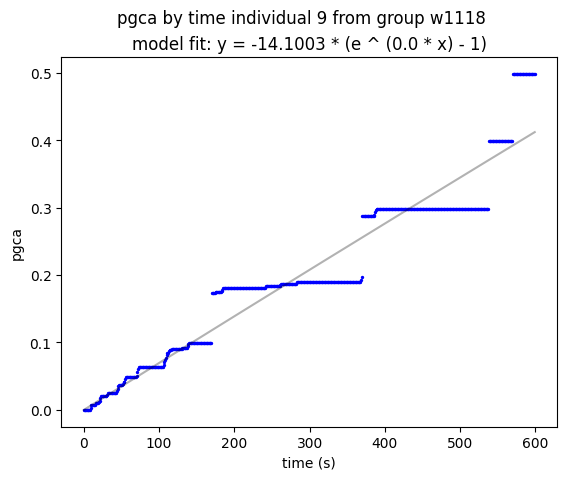 pgca by time individual 9 from group w1118
model fit: y = -14.1003 * (e ^ (0.0 * x) - 1)
0.5
0.4
0.3
0.2
0.1
0.0
pgca
0 100 200 300 400 500 600
time (s)